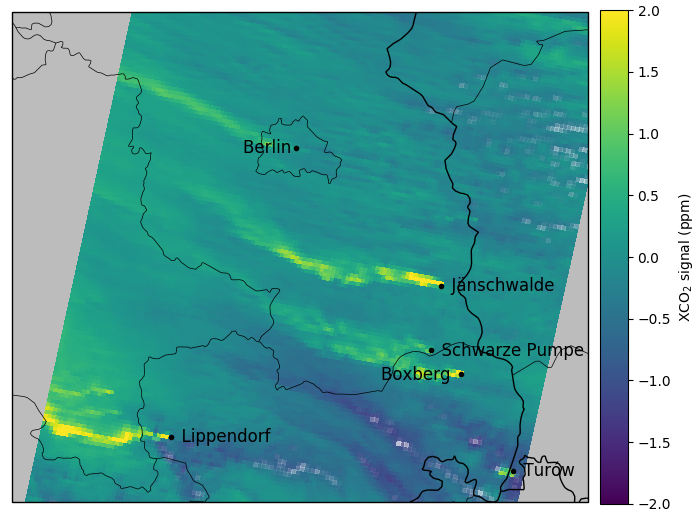 Berlin
Jänschwalde
Schwarze Pumpe
Boxberg
Lippendorf
Turow
2.0
1.5
1.0
0.5
0.0
−0.5
−1.0
−1.5
−2.0
XCO₂ signal (ppm)